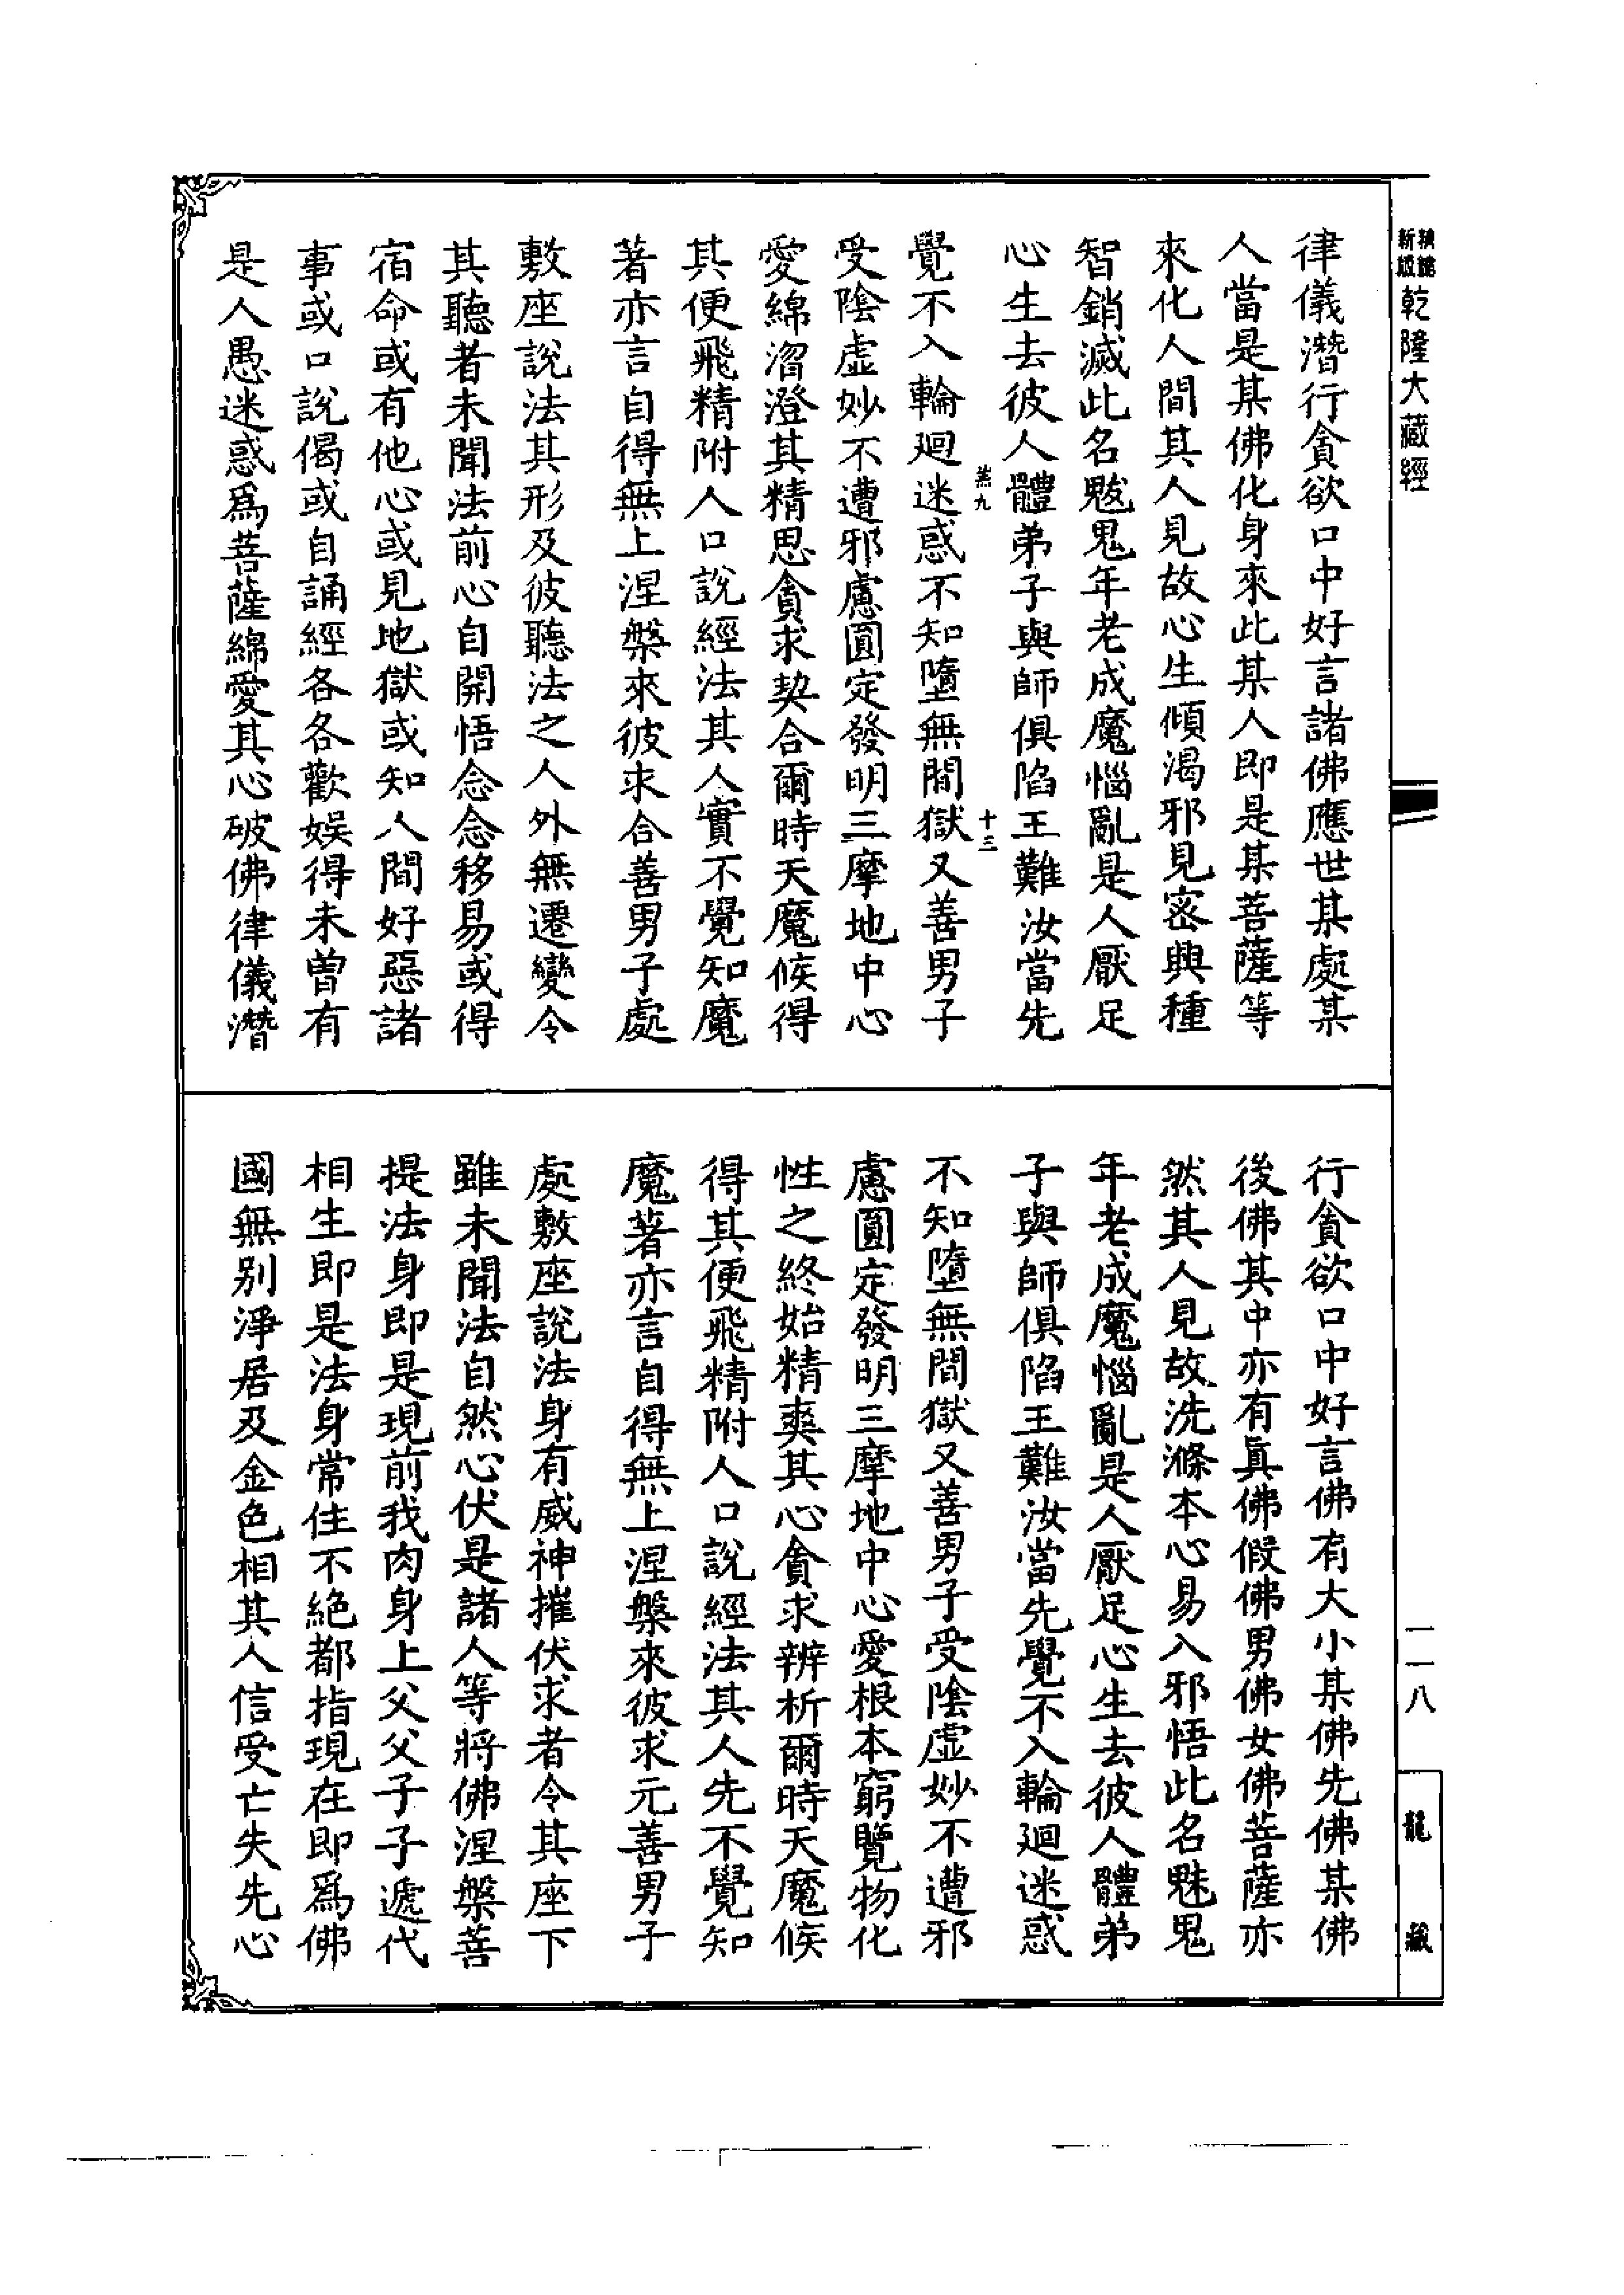 新版
乾隆大藏經
律儀潛行貪欲口中好言諸佛應世某處某
人當是某佛化身來此某人即是某菩薩等
來化人間其人見故心生傾渴邪見密興種
智銷滅此名魃鬼年老成魔惱亂是人厭足
心生去彼人體弟子與師俱陷王難汝當先
覺不入輪廻迷惑不知墮無間獄又善男子
受陰虛妙不遭邪慮圓定發明三摩地中心
愛綿㴠澄其精思貪求契合爾時天魔候得
其便飛精附人口說經法其人實不覺知魔
著亦言自得無上涅槃來彼求合善男子處
敷座說法其形及彼聽法之人外無遷變令
其聽者未聞法前心自開悟念念移易或得
宿命或有他心或見地獄或知人間好惡諸
事或口說偈或自誦經各各歡娛得未曾有
是人愚迷惑爲菩薩綿愛其心破佛律儀潛
十三
行貪欲口中好言佛有大小某佛先佛某佛
後佛其中亦有眞佛假佛男佛女佛菩薩亦
然其人見故洗滌本心易入邪悟此名魅鬼
年老成魔惱亂是人厭足心生去彼人體弟
子與師俱陷王難汝當先覺不入輪廻迷惑
不知墮無間獄又善男子受陰虛妙不遭邪
慮圓定發明三摩地中心愛根本窮覽物化
性之終始精爽其心貪求辨析爾時天魔候
得其便飛精附人口說經法其人先不覺知
魔著亦言自得無上涅槃來彼求元善男子
處敷座說法身有威神摧伏求者令其座下
雖未聞法自然心伏是諸人等將佛涅槃菩
提法身即是現前我肉身上父父子子遞代
相生即是法身常住不絶都指現在即爲佛
國無別淨居及金色相其人信受亡失先心
一一八
龍藏